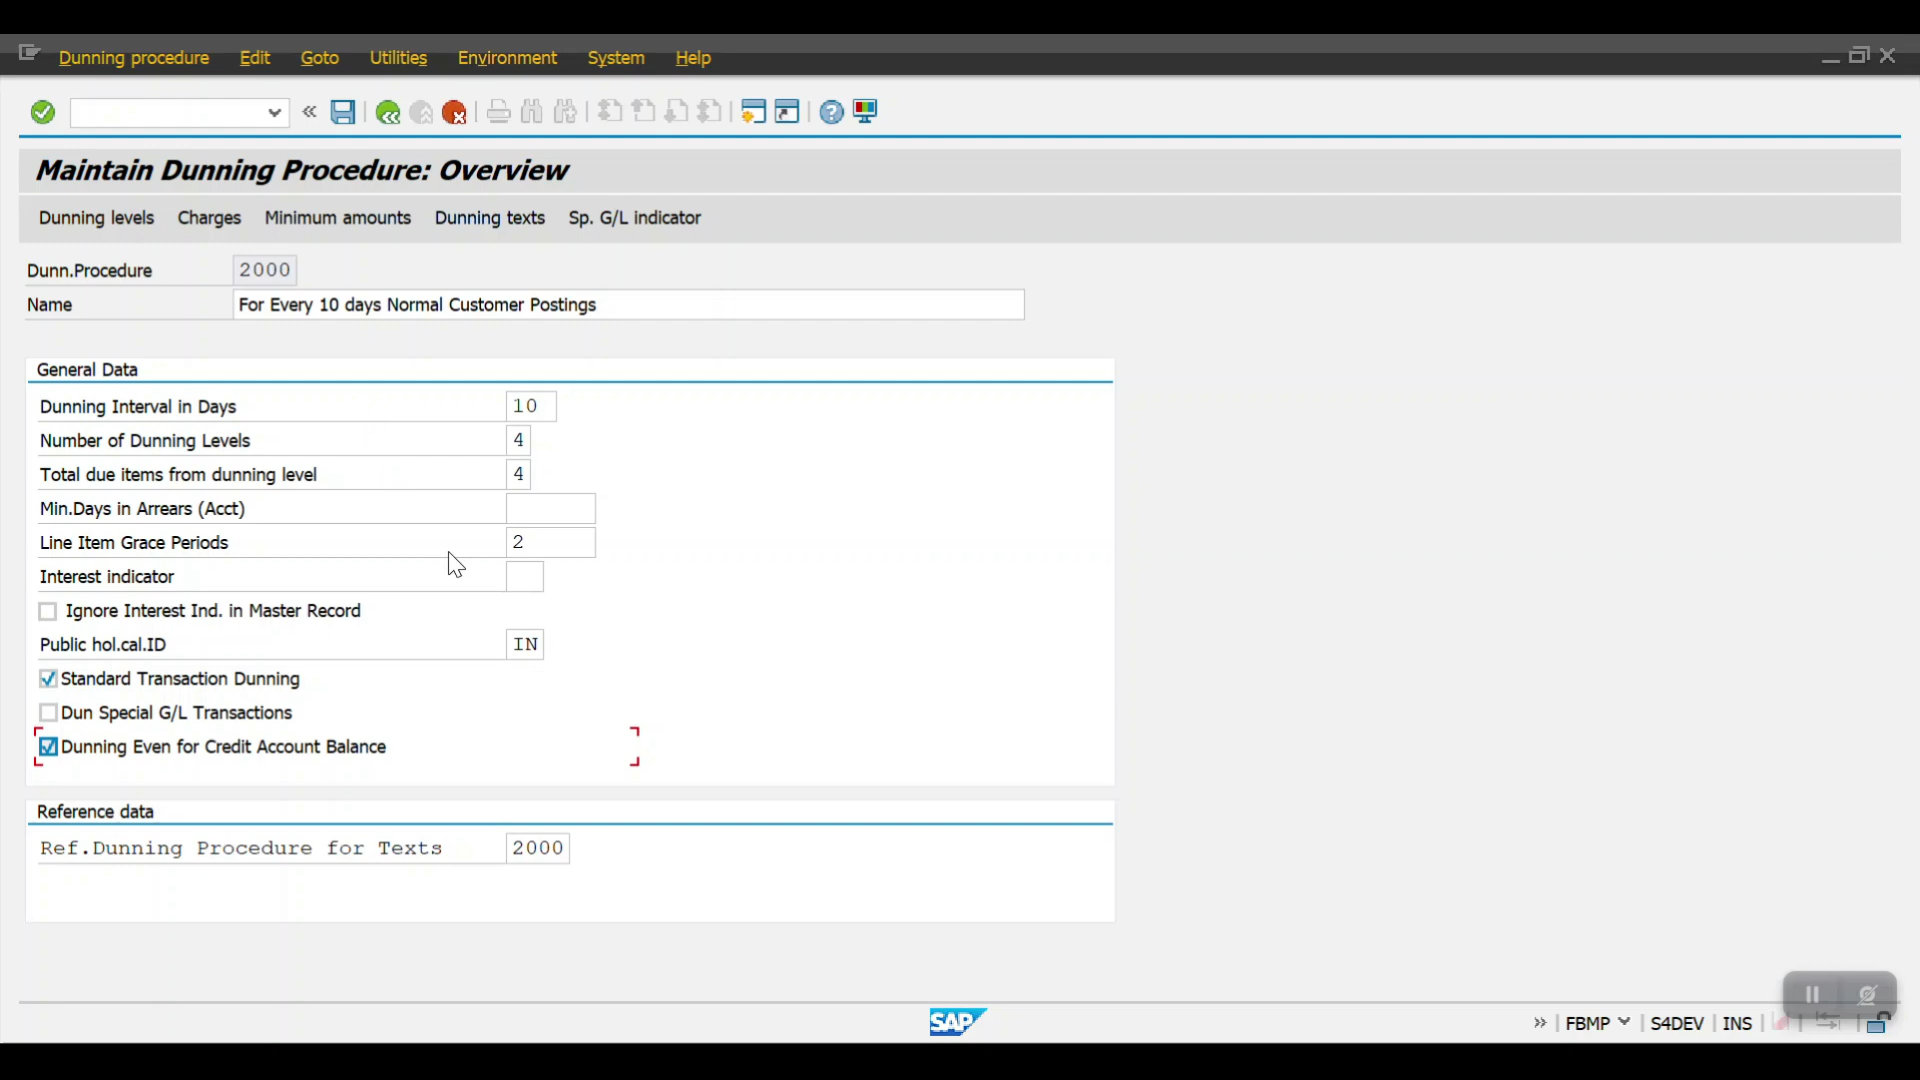 Dunning procedure Edit Goto Utilities Environment System Help
Maintain Dunning Procedure: Overview
Dunning levels Charges Minimum amounts Dunning texts Sp. G/L indicator
Dunn.Procedure 2000
Name For Every 10 days Normal Customer Postings
General Data
Dunning Interval in Days 10
Number of Dunning Levels 4
Total due items from dunning level 4
Min.Days in Arrears (Acct)
Line Item Grace Periods 2
Interest indicator
Ignore Interest Ind. in Master Record
Public hol.cal.ID IN
Standard Transaction Dunning
Dun Special G/L Transactions
Dunning Even for Credit Account Balance
Reference data
Ref.Dunning Procedure for Texts 2000
SAP FBMP S4DEV INS